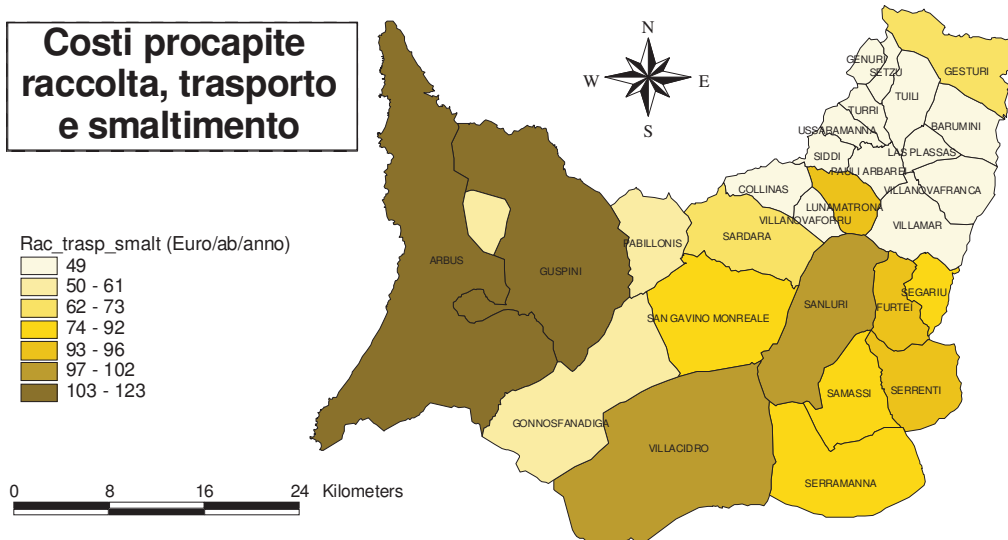 Costi procapite
raccolta, trasporto
e smaltimento
N
W
E
S
Rac_trasp_smalt (Euro/ab/anno)
49
50 - 61
62 - 73
74 - 92
93 - 96
97 - 102
103 - 123
0 8 16 24 Kilometers
GENURI
SETZU
GESTURI
TUILI
TURRI
BARUMINI
USSARAMANNA
SIDDI
LAS PLASSAS
PAULI ARBAREI
COLLINAS
VILLANOVAFRANCA
LUNAMATRONA
VILLANOVAFORRU
VILLAMAR
PABILLONIS
SARDARA
ARBUS
GUSPINI
SEGARIU
SANLURI
FURTEI
SAN GAVINO MONREALE
SAMASSI
SERRENTI
GONNOSFANADIGA
VILLACIDRO
SERRAMANNA